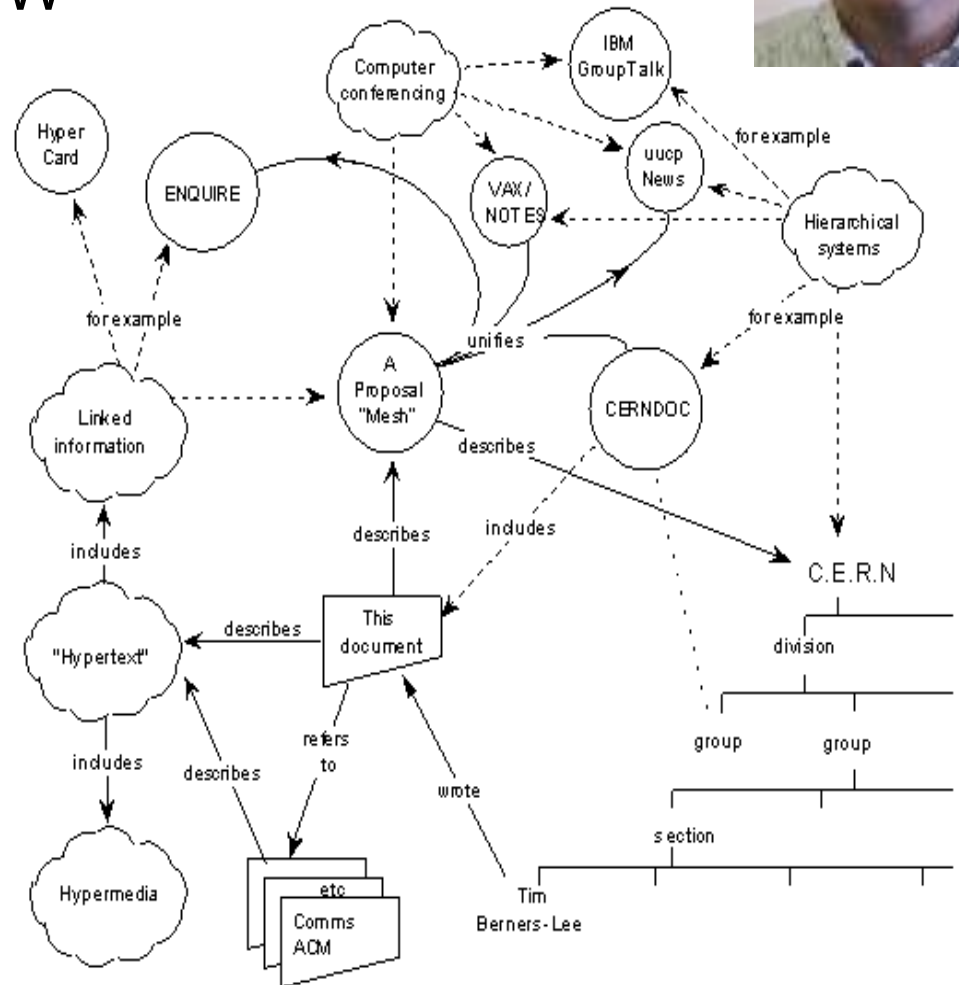 IBM
GroupTalk
Computer
conferencing
Hyper
Card
for example
uucp
News
ENQUIRE
VAX/
NOTES
Hierarchical
systems
for example
for example
unifies
A
Proposal
"Mesh"
Linked
information
CERNDOC
describes
includes
describes
includes
C.E.R.N
This
document
describes
division
"Hypertext"
refers
to
group
group
includes
describes
wrote
section
etc
Hypermedia
Comms
ACM
Tim
Berners-Lee